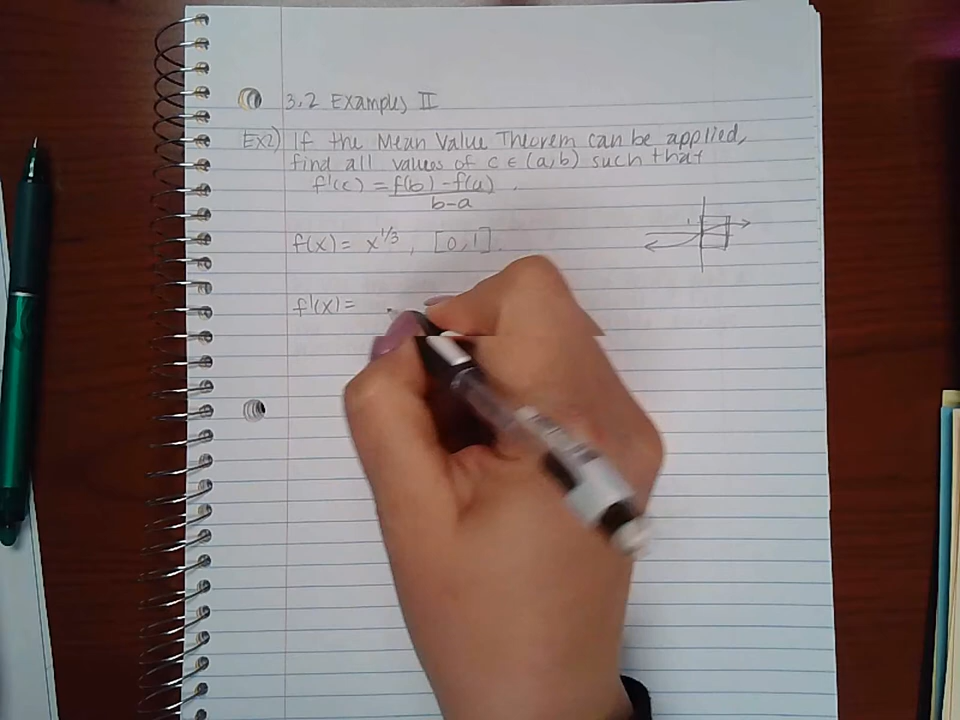 3.2 Examples II
Ex2) If the Mean Value Theorem can be applied,
find all values of c ∈ (a,b) such that
f'(c) = f(b) - f(a) / b-a .
f(x) = x^1/3 , [0,1].
f'(x) =